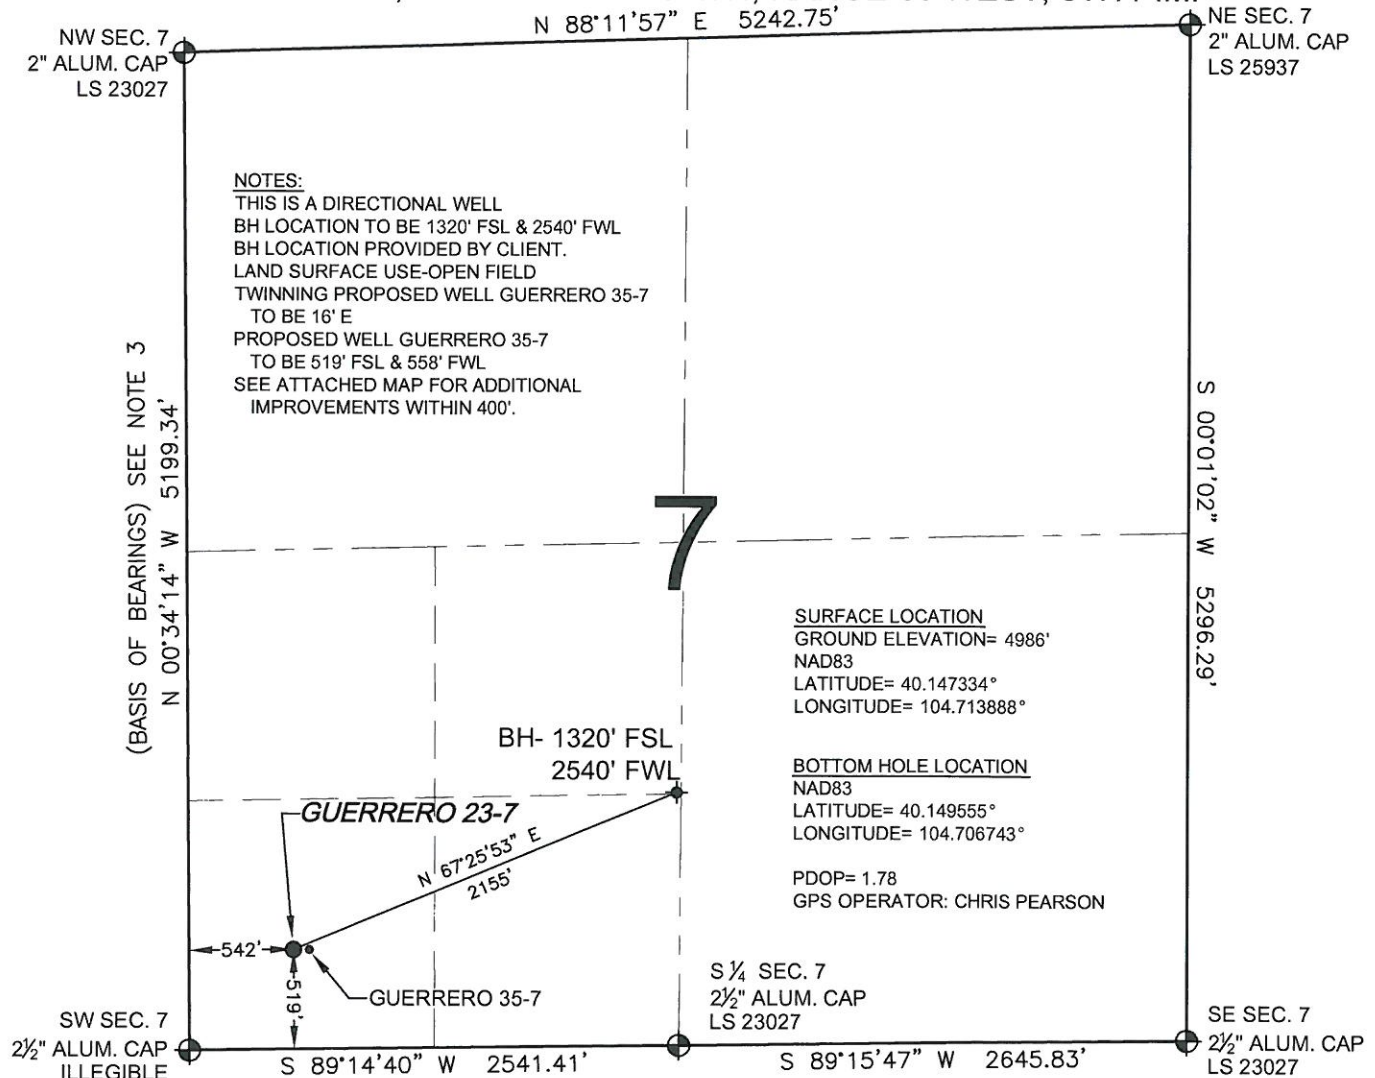 N 88°11'57" E 5242.75'
NW SEC. 7
2" ALUM. CAP
LS 23027
NE SEC. 7
2" ALUM. CAP
LS 25937
NOTES:
THIS IS A DIRECTIONAL WELL
BH LOCATION TO BE 1320' FSL & 2540' FWL
BH LOCATION PROVIDED BY CLIENT.
LAND SURFACE USE-OPEN FIELD
TWINNING PROPOSED WELL GUERRERO 35-7
TO BE 16' E
PROPOSED WELL GUERRERO 35-7
TO BE 519' FSL & 558' FWL
SEE ATTACHED MAP FOR ADDITIONAL
IMPROVEMENTS WITHIN 400'.
(BASIS OF BEARINGS) SEE NOTE 3
N 00°34'14" W 5199.34'
S 00°01'02" W 5296.29'
7
SURFACE LOCATION
GROUND ELEVATION= 4986'
NAD83
LATITUDE= 40.147334°
LONGITUDE= 104.713888°
BH- 1320' FSL
2540' FWL
BOTTOM HOLE LOCATION
NAD83
LATITUDE= 40.149555°
LONGITUDE= 104.706743°
PDOP= 1.78
GPS OPERATOR: CHRIS PEARSON
GUERRERO 23-7
N 67°25'53" E
2155'
542'
519'
GUERRERO 35-7
S 1/4 SEC. 7
2½" ALUM. CAP
LS 23027
SW SEC. 7
2½" ALUM. CAP
ILLEGIBLE
S 89°14'40" W 2541.41'
S 89°15'47" W 2645.83'
SE SEC. 7
2½" ALUM. CAP
LS 23027